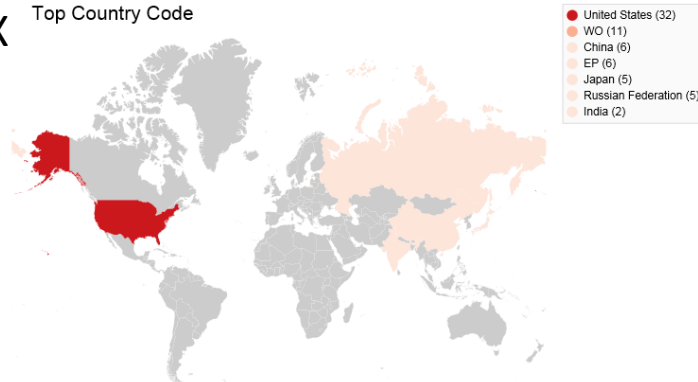 X
Top Country Code
United States (32)
WO (11)
China (6)
EP (6)
Japan (5)
Russian Federation (5)
India (2)